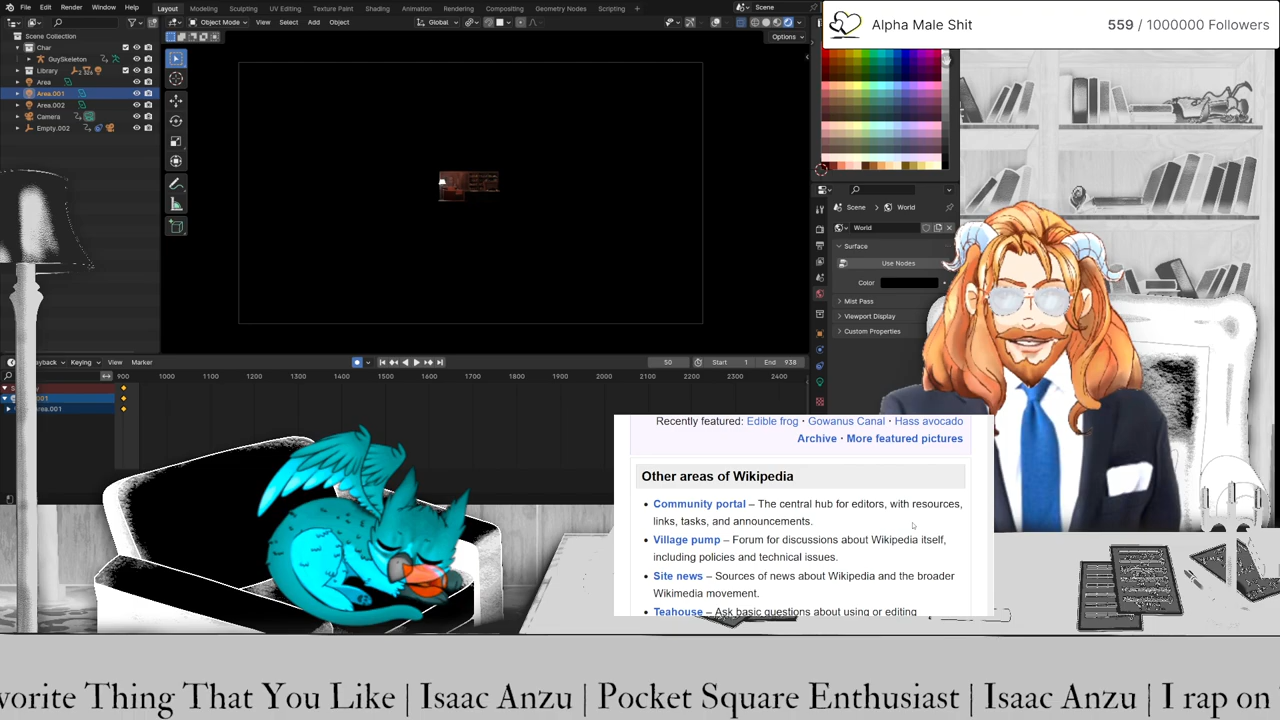 File Edit Render Window Help Layout Modeling Sculpting UV Editing Texture Paint Shading Animation Rendering Compositing Geometry Nodes Scripting Scene
Object Mode View Select Add Object Global
Options
Scene Collection
Char
GuySkeleton
Library
Area
Area.001
Area.002
Camera
Empty.002
Alpha Male Shit 559 / 1000000 Followers
Scene World
World
Surface
Use Nodes
Color
Mist Pass
Viewport Display
Custom Properties
yback Keying View Marker 50 Start 1 End 938
900 1000 1100 1200 1300 1400 1500 1600 1700 1800 1900 2000 2100 2200 2300 2400
Recently featured: Edible frog · Gowanus Canal · Hass avocado
Archive · More featured pictures
Other areas of Wikipedia
• Community portal – The central hub for editors, with resources,
links, tasks, and announcements.
• Village pump – Forum for discussions about Wikipedia itself,
including policies and technical issues.
• Site news – Sources of news about Wikipedia and the broader
Wikimedia movement.
• Teahouse – Ask basic questions about using or editing
vorite Thing That You Like | Isaac Anzu | Pocket Square Enthusiast | Isaac Anzu | I rap on